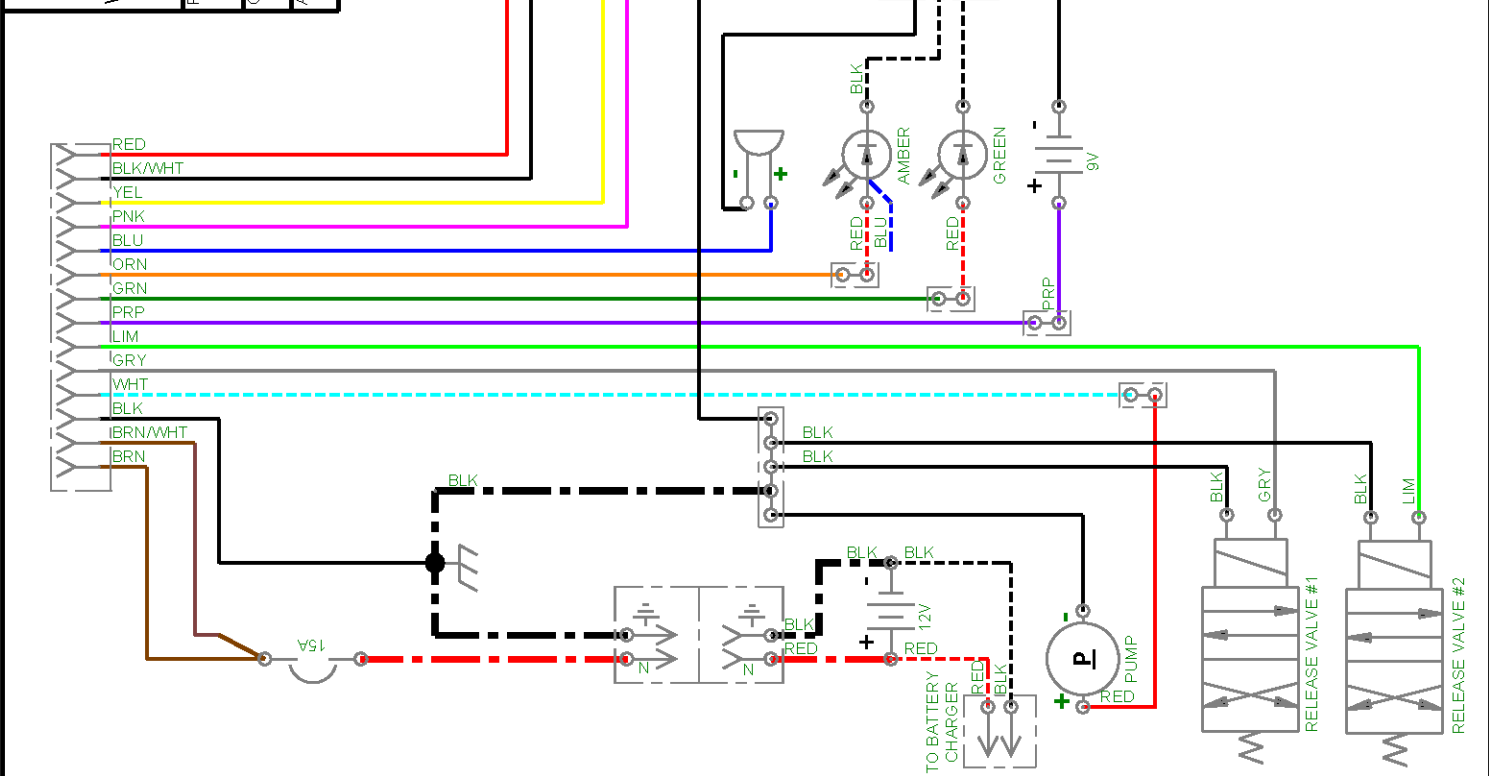 RED
BLK/WHT
YEL
PNK
BLU
ORN
GRN
PRP
LIM
GRY
WHT
BLK
BRN/WHT
BRN
BLK
AMBER
GREEN
-
+
-
+
9V
RED
BLU
RED
PRP
BLK
BLK
BLK
BLK
GRY
BLK
LIM
15A
N
N
BLK
RED
BLK
BLK
-
+
12V
RED
RED
BLK
TO BATTERY
CHARGER
-
P
+
PUMP
RED
RELEASE VALVE #1
RELEASE VALVE #2